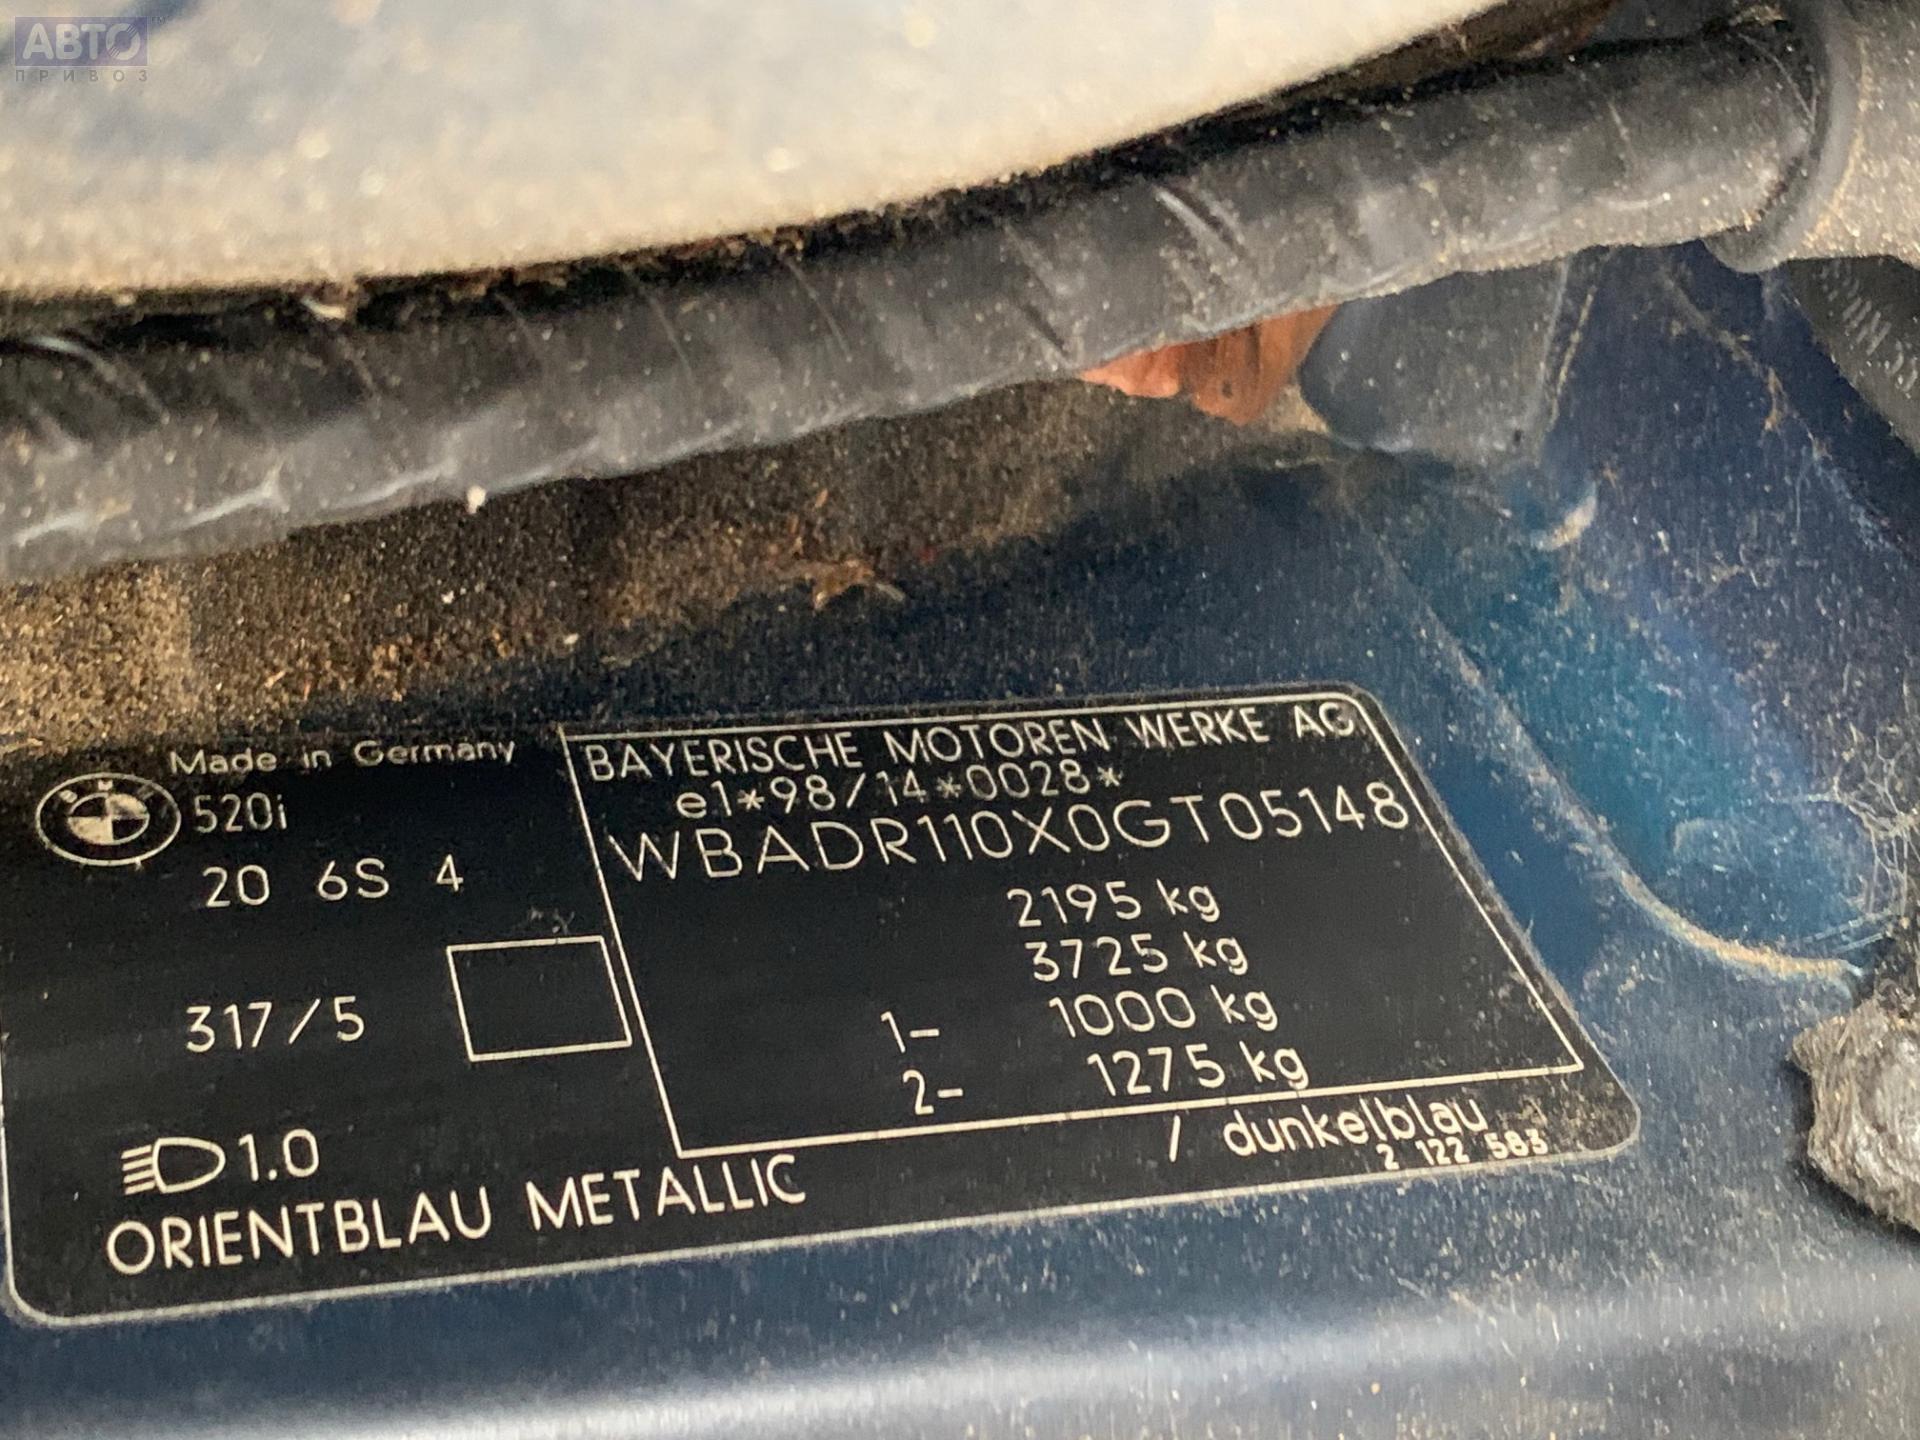 АВТО
ПРИВОЗ
Made in Germany
520i
20 6S 4
317/5
1.0
ORIENTBLAU METALLIC / dunkelblau
BAYERISCHE MOTOREN WERKE AG
e1*98/14*0028*
WBADR110X0GT05148
2195 kg
3725 kg
1- 1000 kg
2- 1275 kg
2 122 583